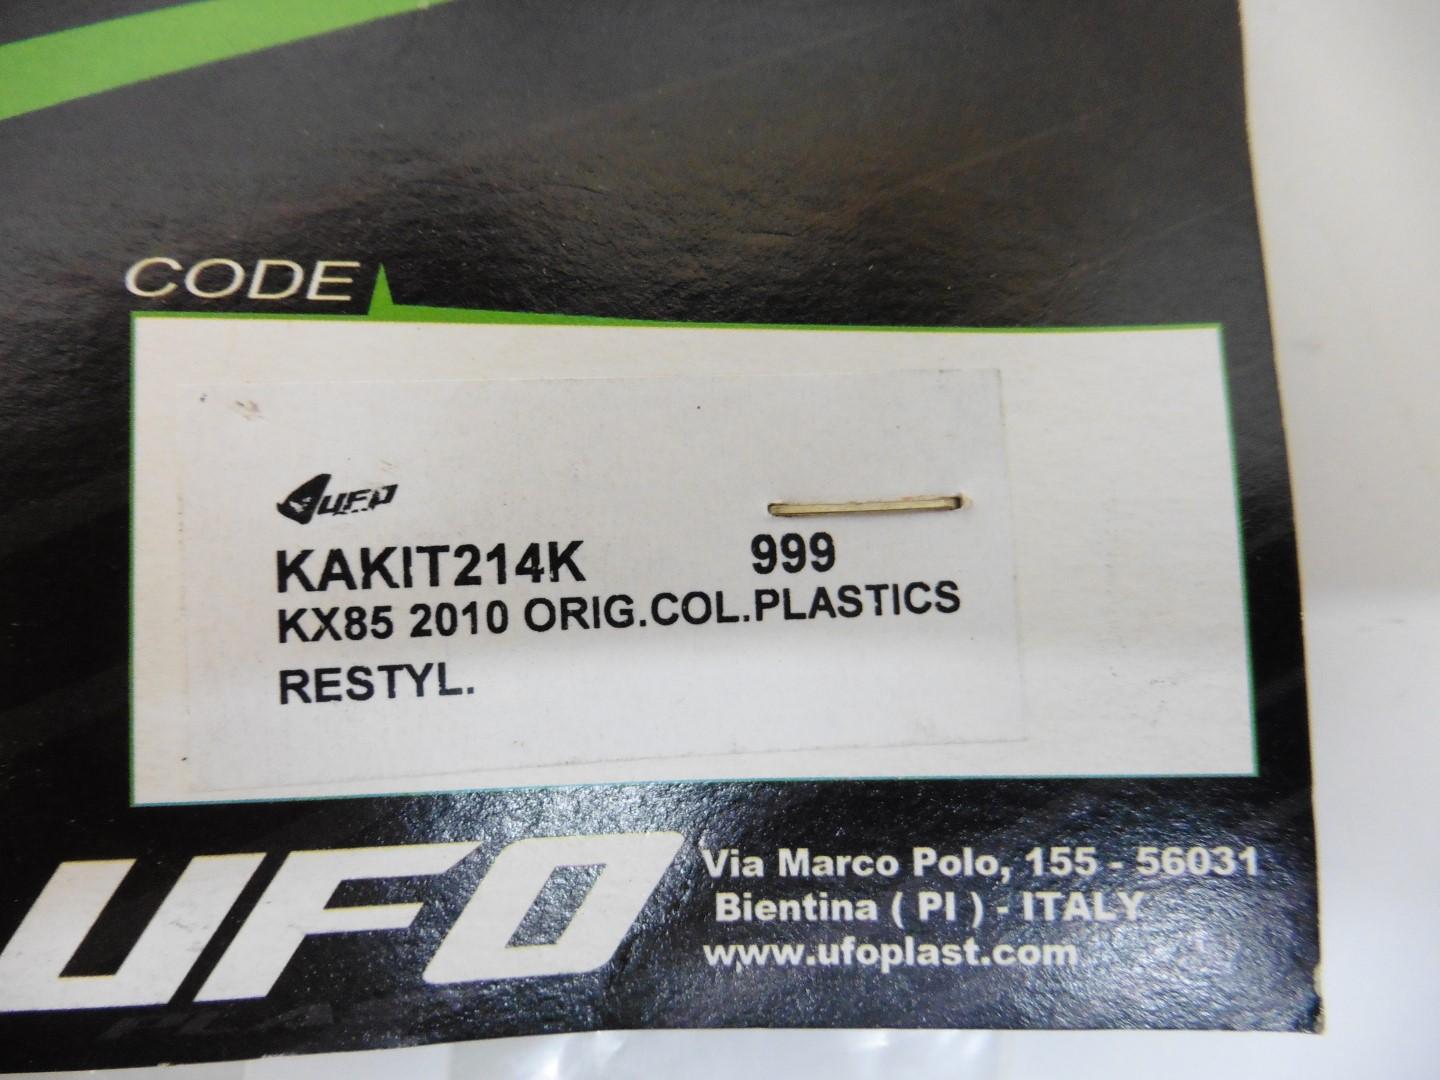 CODE
UFO
KAKIT214K 999
KX85 2010 ORIG.COL.PLASTICS
RESTYL.
UFO
Via Marco Polo, 155 - 56031
Bientina ( PI ) - ITALY
www.ufoplast.com
PLA